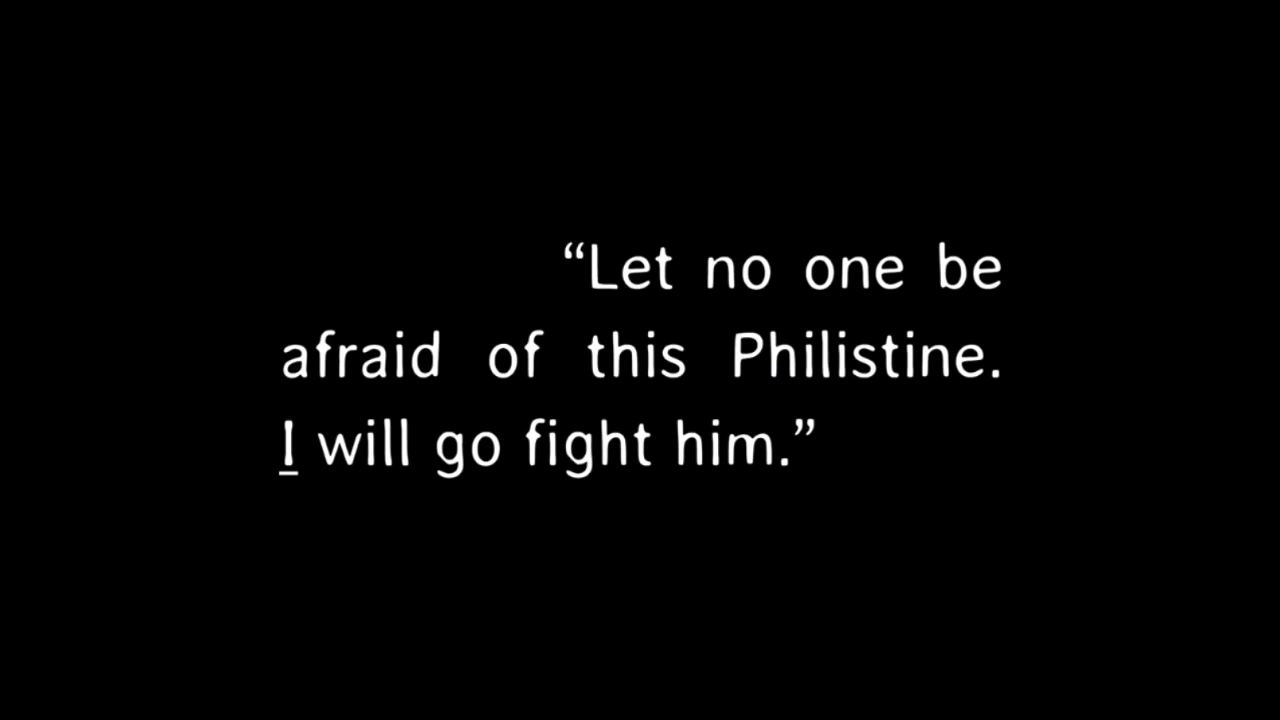 “Let no one be
afraid of this Philistine.
I will go fight him.”